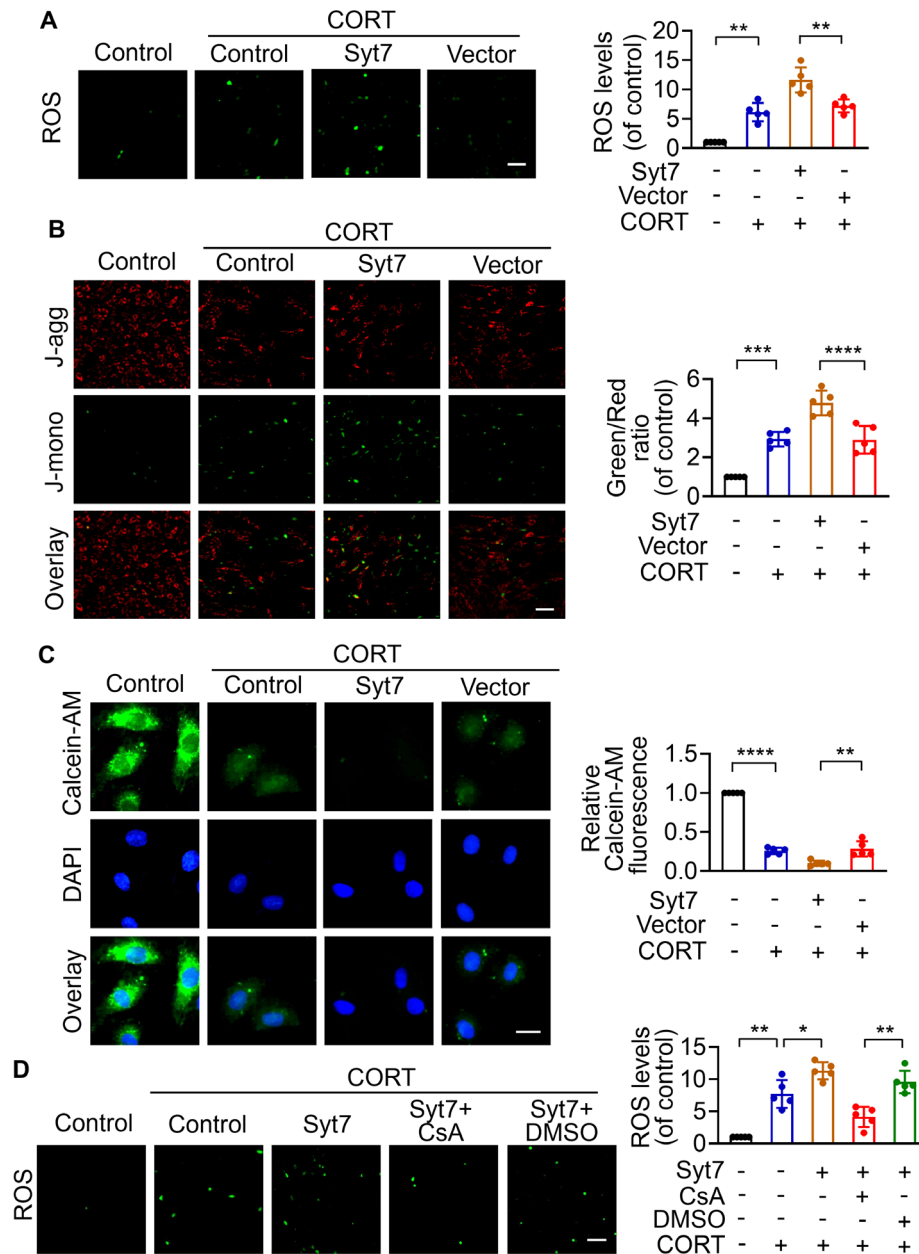 A
CORT
Control Control Syt7 Vector
ROS
ROS levels
(of control)
20
15
10
5
0
** **
Syt7 - - + -
Vector - - - +
CORT - + + +
B
CORT
Control Control Syt7 Vector
J-agg
J-mono
Overlay
Green/Red
ratio
(of control)
6
4
2
0
*** ****
Syt7 - - + -
Vector - - - +
CORT - + + +
C
CORT
Control Control Syt7 Vector
Calcein-AM
DAPI
Overlay
Relative
Calcein-AM
fluorescence
1.5
1.0
0.5
0.0
**** **
Syt7 - - + -
Vector - - - +
CORT - + + +
D
CORT
Control Control Syt7 Syt7+ Syt7+
CsA DMSO
ROS
ROS levels
(of control)
15
10
5
0
** * **
Syt7 - - + + +
CsA - - - + -
DMSO - - - - +
CORT - + + + +